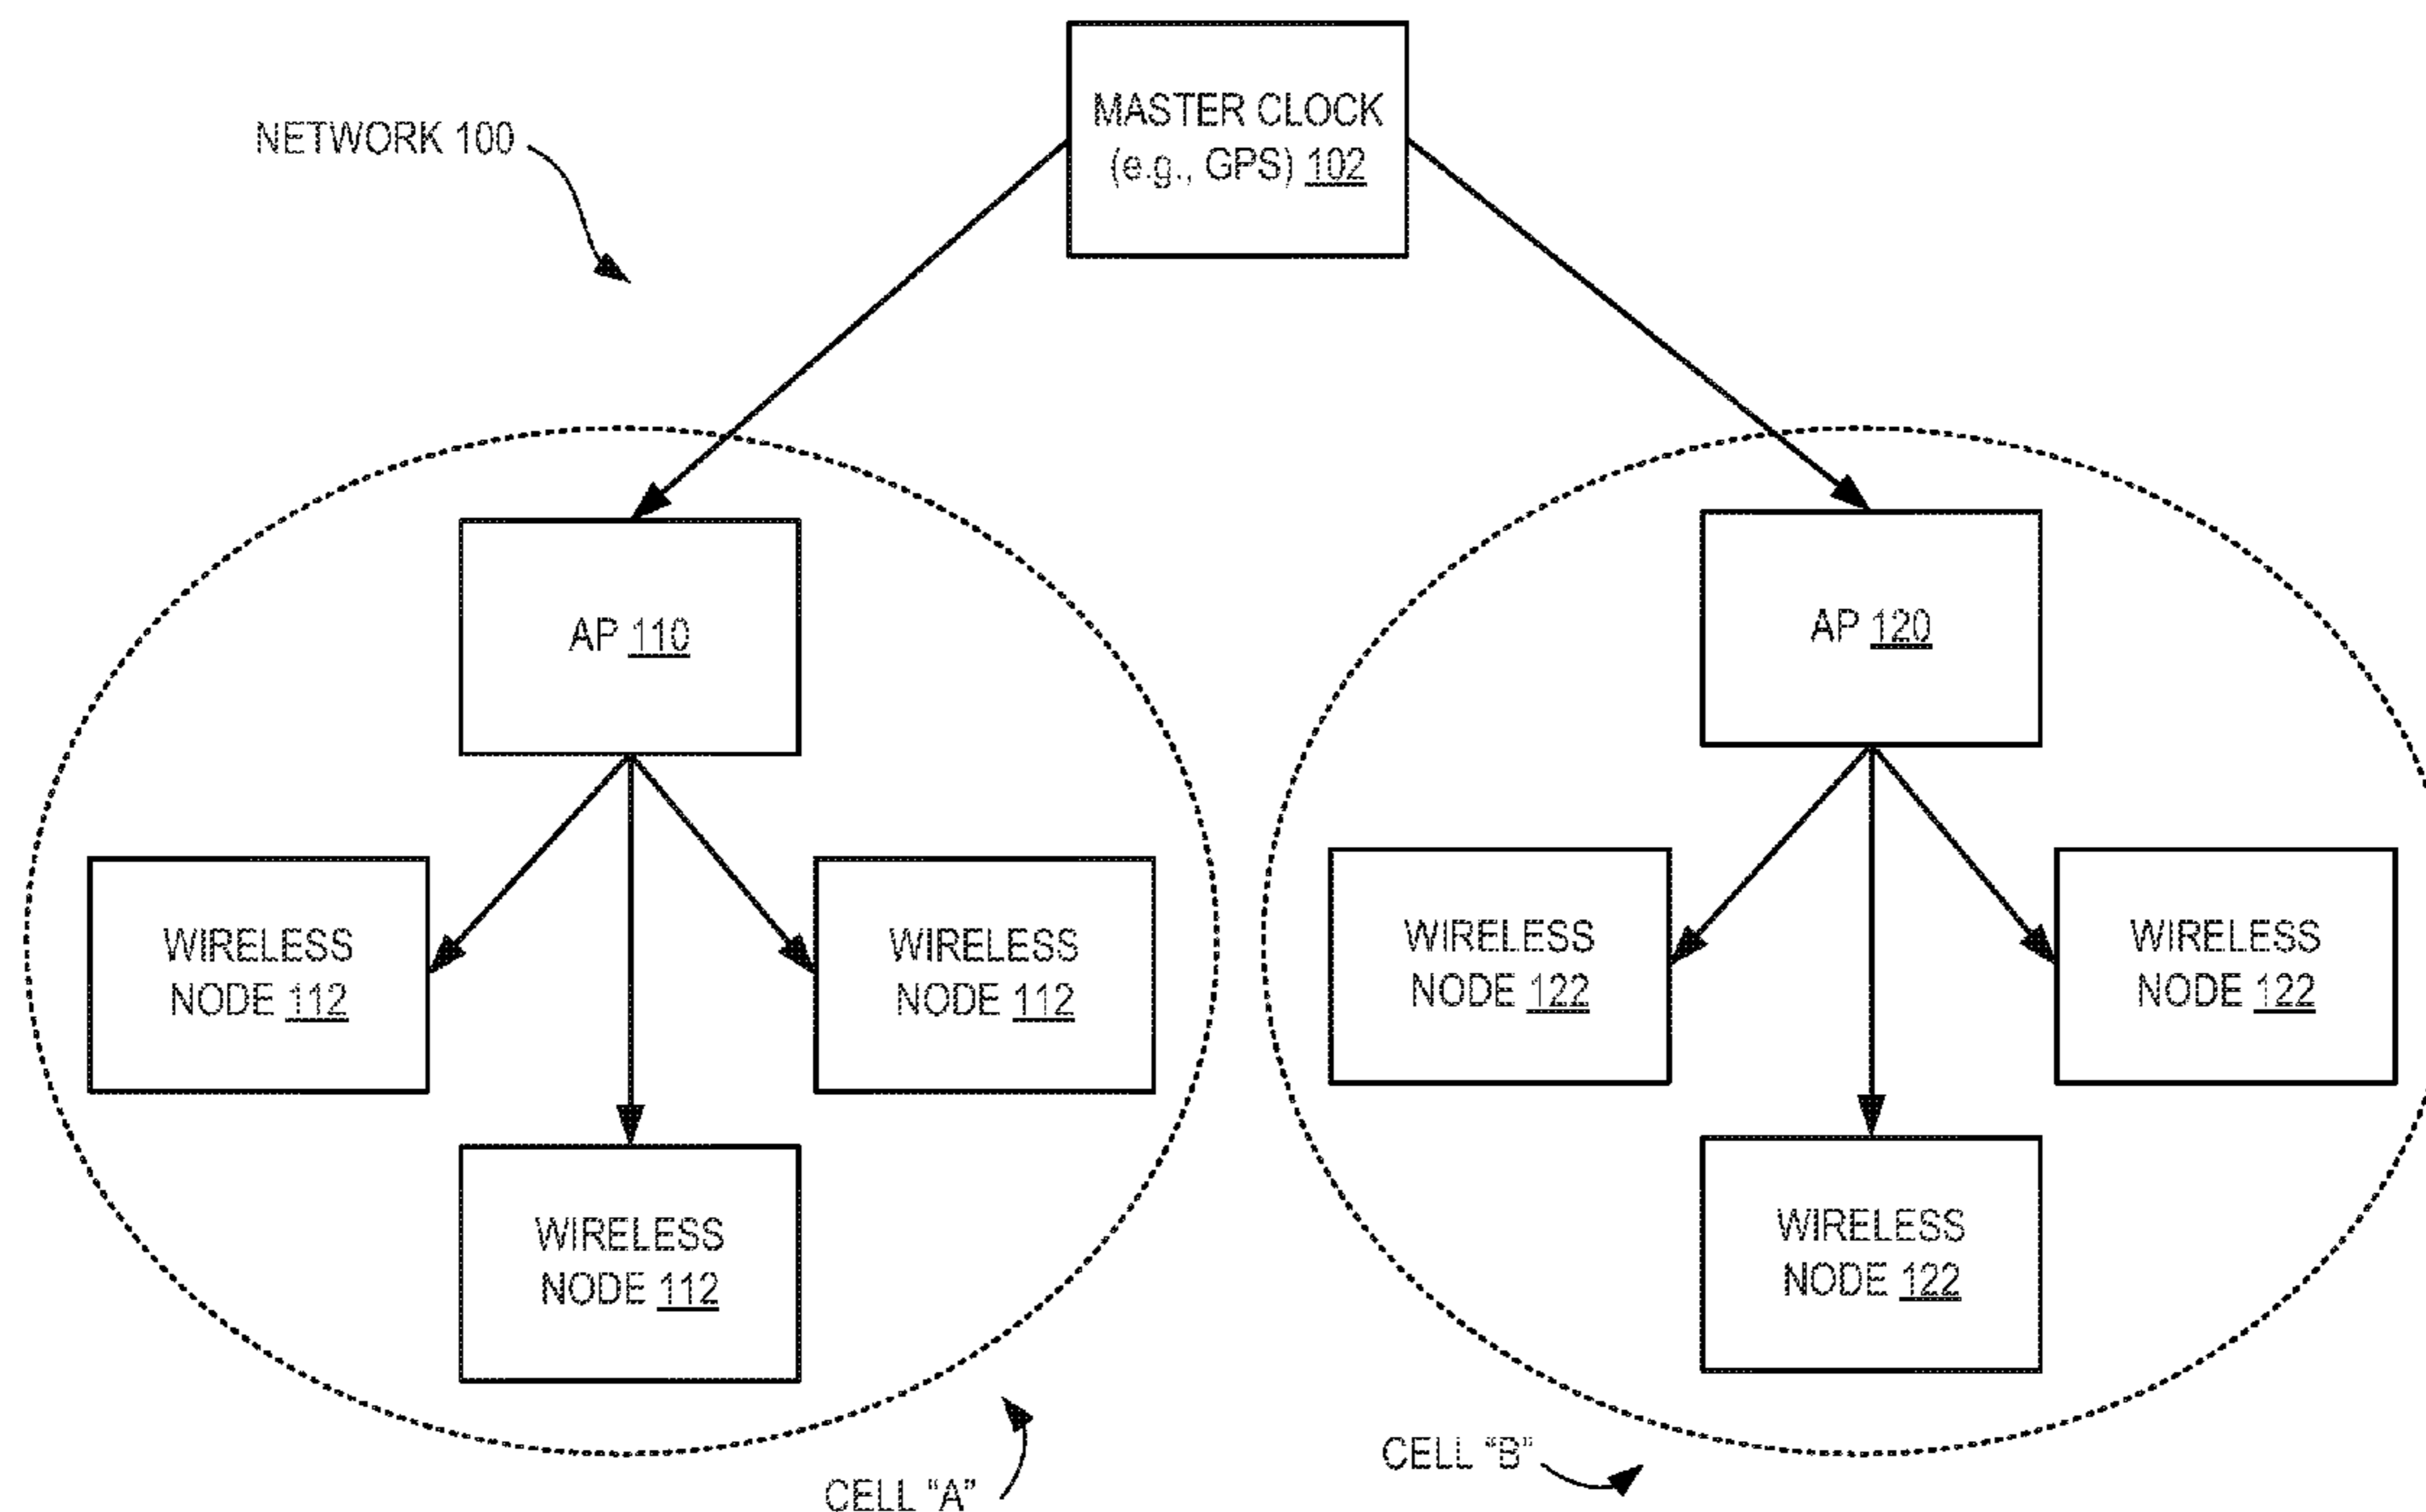 NETWORK 100
MASTER CLOCK
(e.g., GPS) 102
AP 110
AP 120
WIRELESS
NODE 112
WIRELESS
NODE 112
WIRELESS
NODE 112
WIRELESS
NODE 122
WIRELESS
NODE 122
WIRELESS
NODE 122
CELL "A"
CELL "B"